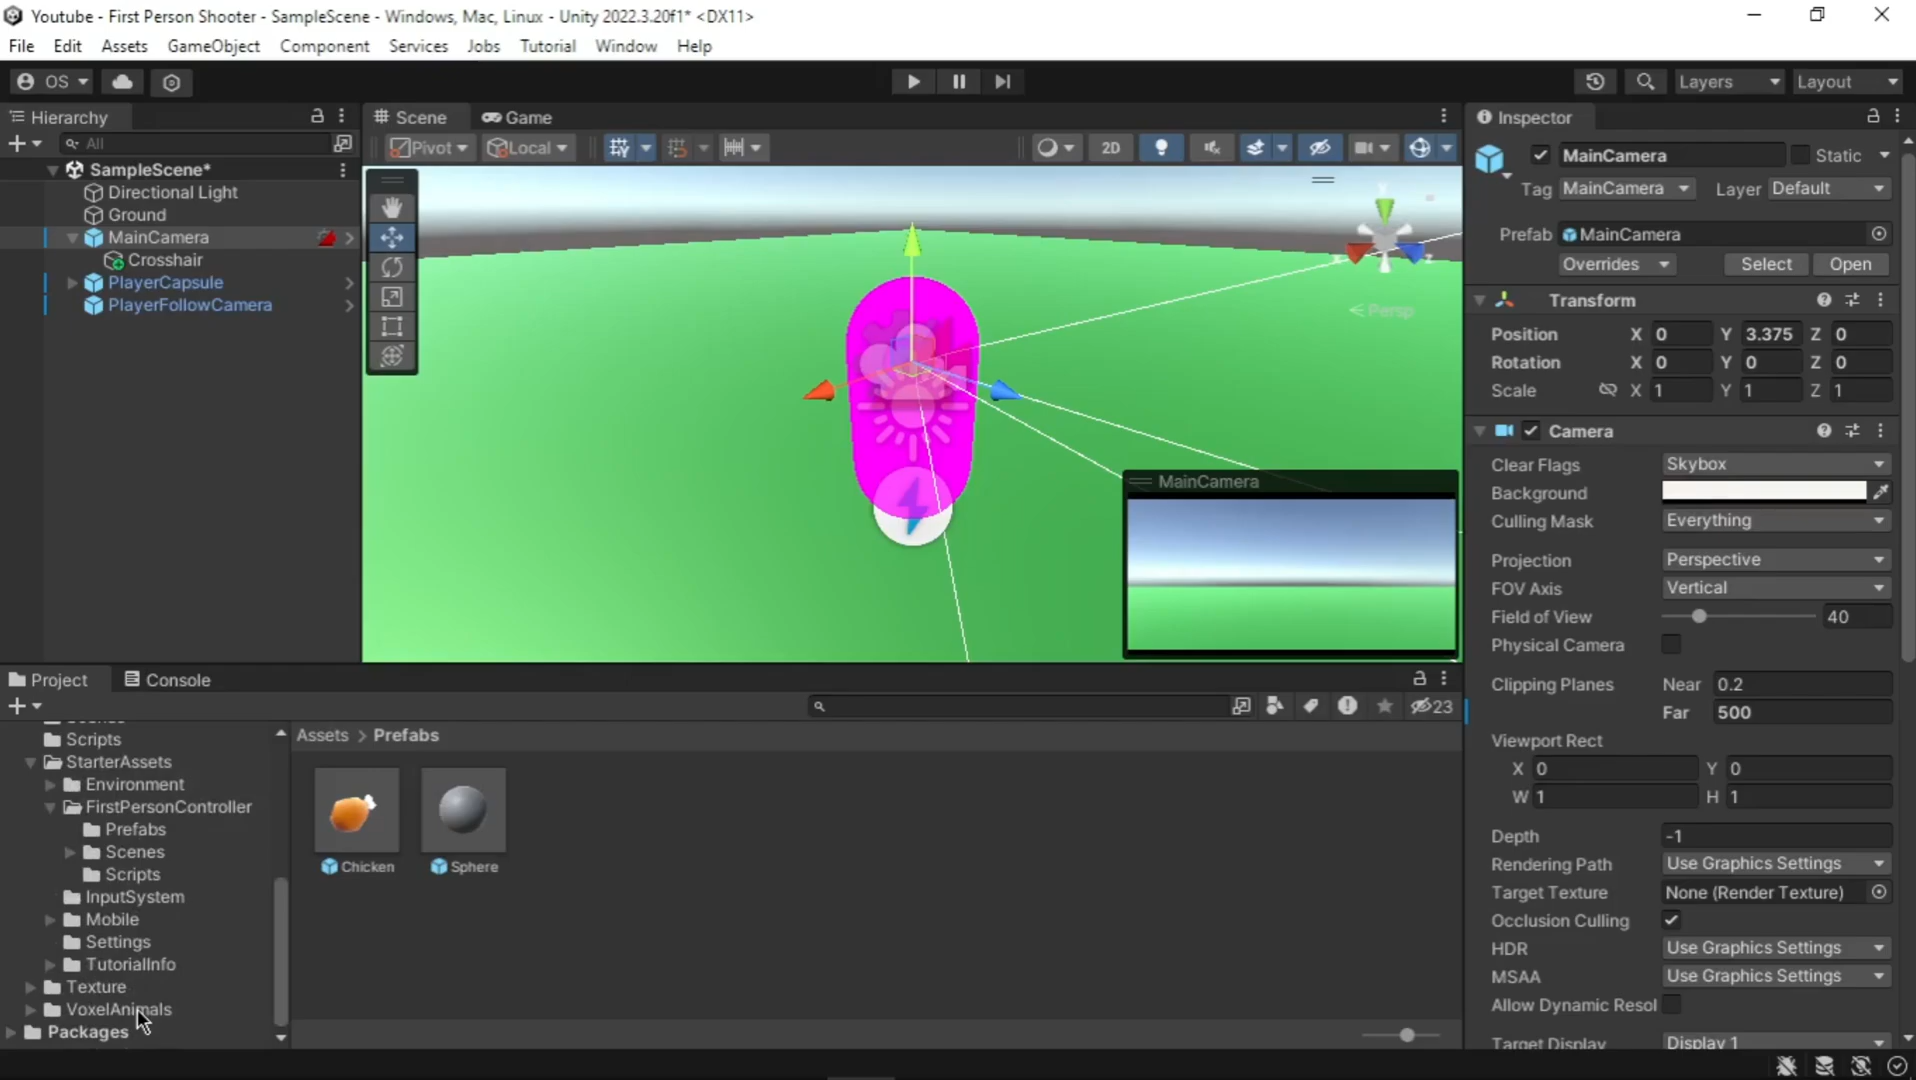 Youtube - First Person Shooter - SampleScene - Windows, Mac, Linux - Unity 2022.3.20f1* <DX11>
File Edit Assets GameObject Component Services Jobs Tutorial Window Help
OS
Layers
Layout
Hierarchy
All
SampleScene*
Directional Light
Ground
MainCamera
Crosshair
PlayerCapsule
PlayerFollowCamera
Scene
Game
Pivot
Local
2D
Persp
MainCamera
Inspector
MainCamera
Static
Tag MainCamera Layer Default
Prefab MainCamera
Overrides Select Open
Transform
Position X 0 Y 3.375 Z 0
Rotation X 0 Y 0 Z 0
Scale X 1 Y 1 Z 1
Camera
Clear Flags Skybox
Background
Culling Mask Everything
Projection Perspective
FOV Axis Vertical
Field of View 40
Physical Camera
Clipping Planes Near 0.2
Far 500
Viewport Rect
X 0 Y 0
W 1 H 1
Depth -1
Rendering Path Use Graphics Settings
Target Texture None (Render Texture)
Occlusion Culling
HDR Use Graphics Settings
MSAA Use Graphics Settings
Allow Dynamic Resol
Target Display Display 1
Project
Console
23
Scripts
StarterAssets
Environment
FirstPersonController
Prefabs
Scenes
Scripts
InputSystem
Mobile
Settings
TutorialInfo
Texture
VoxelAnimals
Packages
Assets > Prefabs
Chicken
Sphere